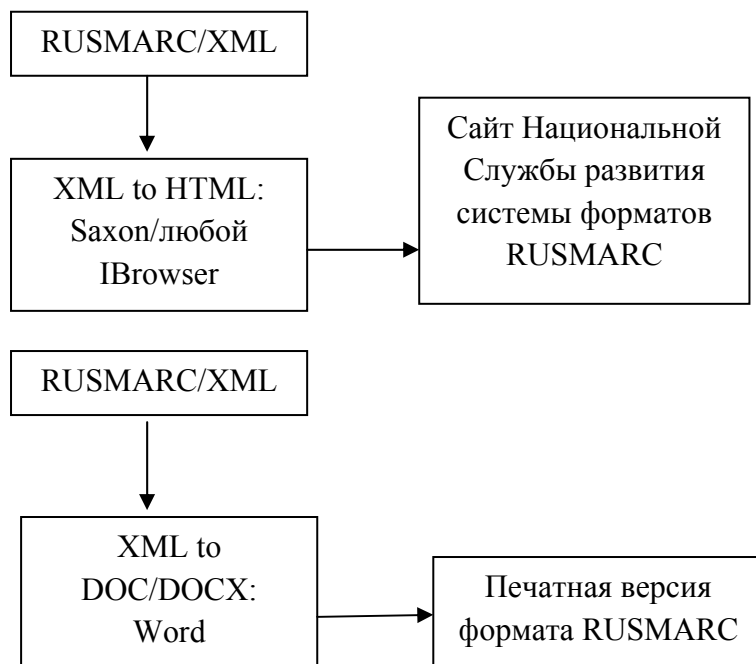 RUSMARC/XML
XML to HTML:
Saxon/любой
IBrowser
Сайт Национальной
Службы развития
системы форматов
RUSMARC
RUSMARC/XML
XML to
DOC/DOCX:
Word
Печатная версия
формата RUSMARC